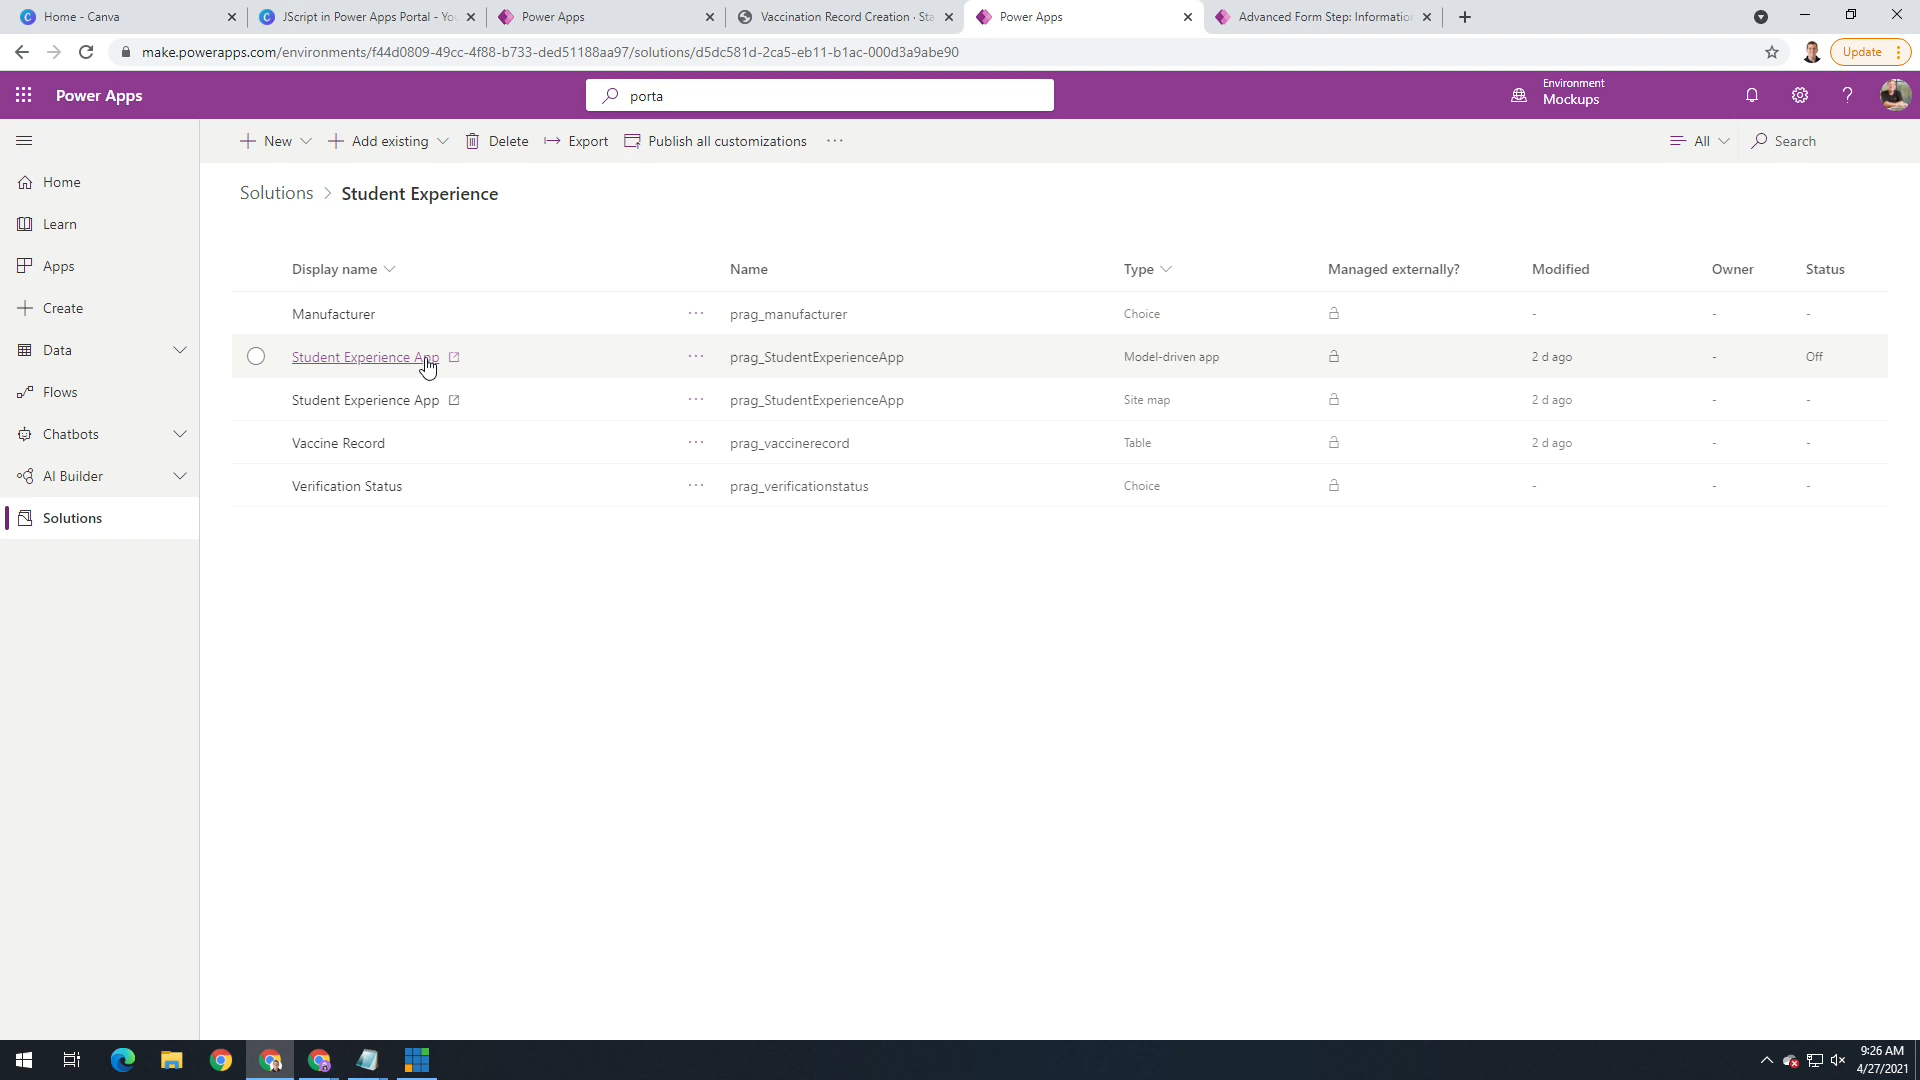 Home - Canva
JScript in Power Apps Portal - Yo
Power Apps
Vaccination Record Creation · Sta
Power Apps
Advanced Form Step: Informatio
make.powerapps.com/environments/f44d0809-49cc-4f88-b733-ded51188aa97/solutions/d5dc581d-2ca5-eb11-b1ac-000d3a9abe90
Update
Power Apps
porta
Environment
Mockups
New
Add existing
Delete
Export
Publish all customizations
All
Search
Home
Learn
Apps
Create
Data
Flows
Chatbots
AI Builder
Solutions
Solutions > Student Experience
Display name Name Type Managed externally? Modified Owner Status
Manufacturer ··· prag_manufacturer Choice - - -
Student Experience App ··· prag_StudentExperienceApp Model-driven app 2 d ago - Off
Student Experience App ··· prag_StudentExperienceApp Site map 2 d ago - -
Vaccine Record ··· prag_vaccinerecord Table 2 d ago - -
Verification Status ··· prag_verificationstatus Choice - - -
9:26 AM
4/27/2021